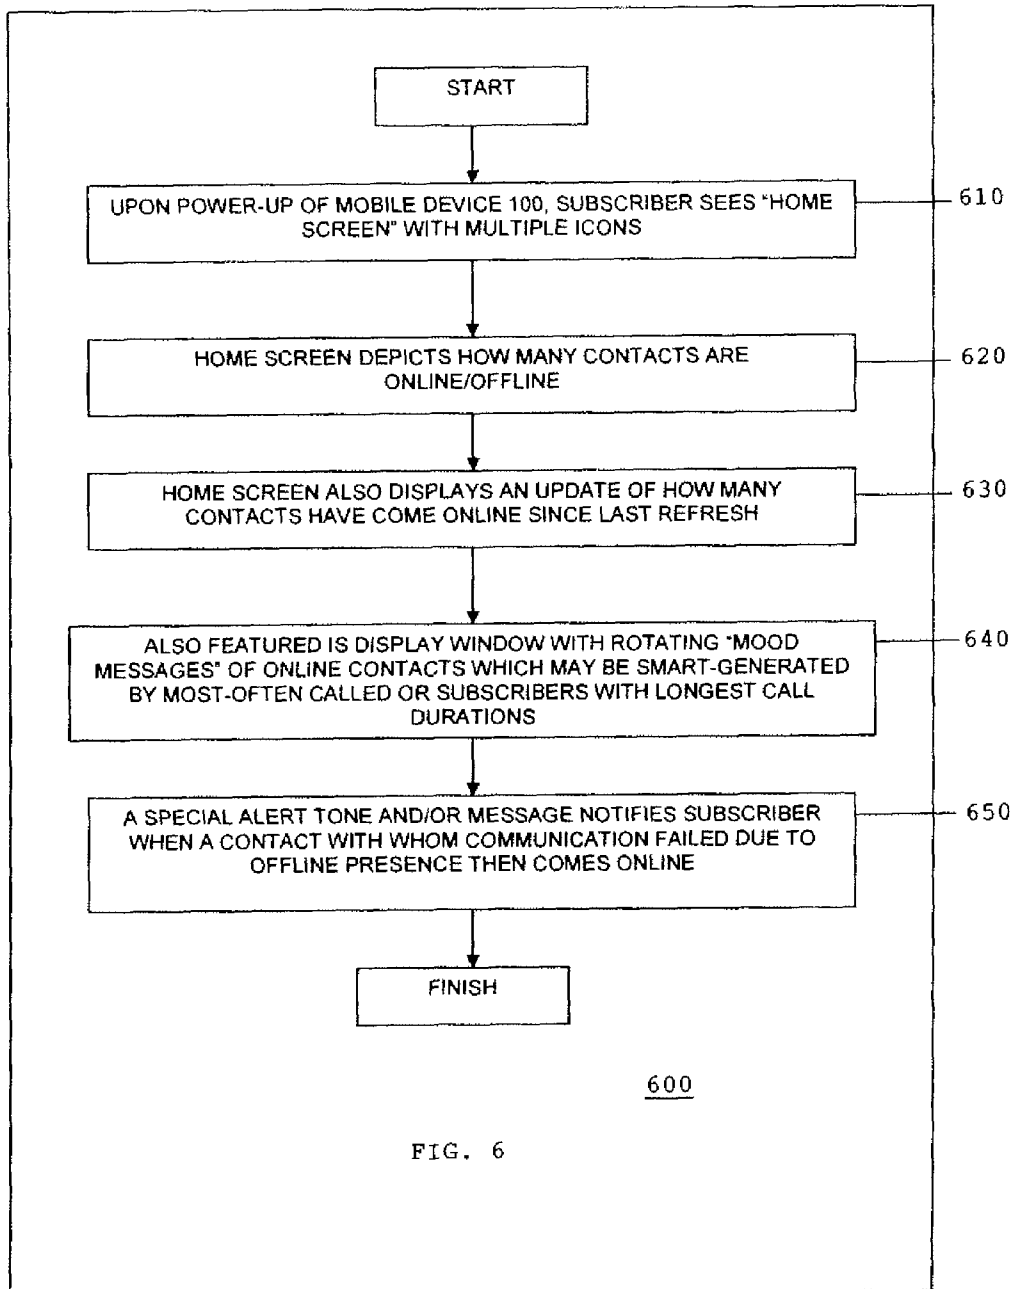 START
UPON POWER-UP OF MOBILE DEVICE 100, SUBSCRIBER SEES "HOME
SCREEN" WITH MULTIPLE ICONS
610
HOME SCREEN DEPICTS HOW MANY CONTACTS ARE
ONLINE/OFFLINE
620
HOME SCREEN ALSO DISPLAYS AN UPDATE OF HOW MANY
CONTACTS HAVE COME ONLINE SINCE LAST REFRESH
630
ALSO FEATURED IS DISPLAY WINDOW WITH ROTATING "MOOD
MESSAGES" OF ONLINE CONTACTS WHICH MAY BE SMART-GENERATED
BY MOST-OFTEN CALLED OR SUBSCRIBERS WITH LONGEST CALL
DURATIONS
640
A SPECIAL ALERT TONE AND/OR MESSAGE NOTIFIES SUBSCRIBER
WHEN A CONTACT WITH WHOM COMMUNICATION FAILED DUE TO
OFFLINE PRESENCE THEN COMES ONLINE
650
FINISH
600
FIG. 6